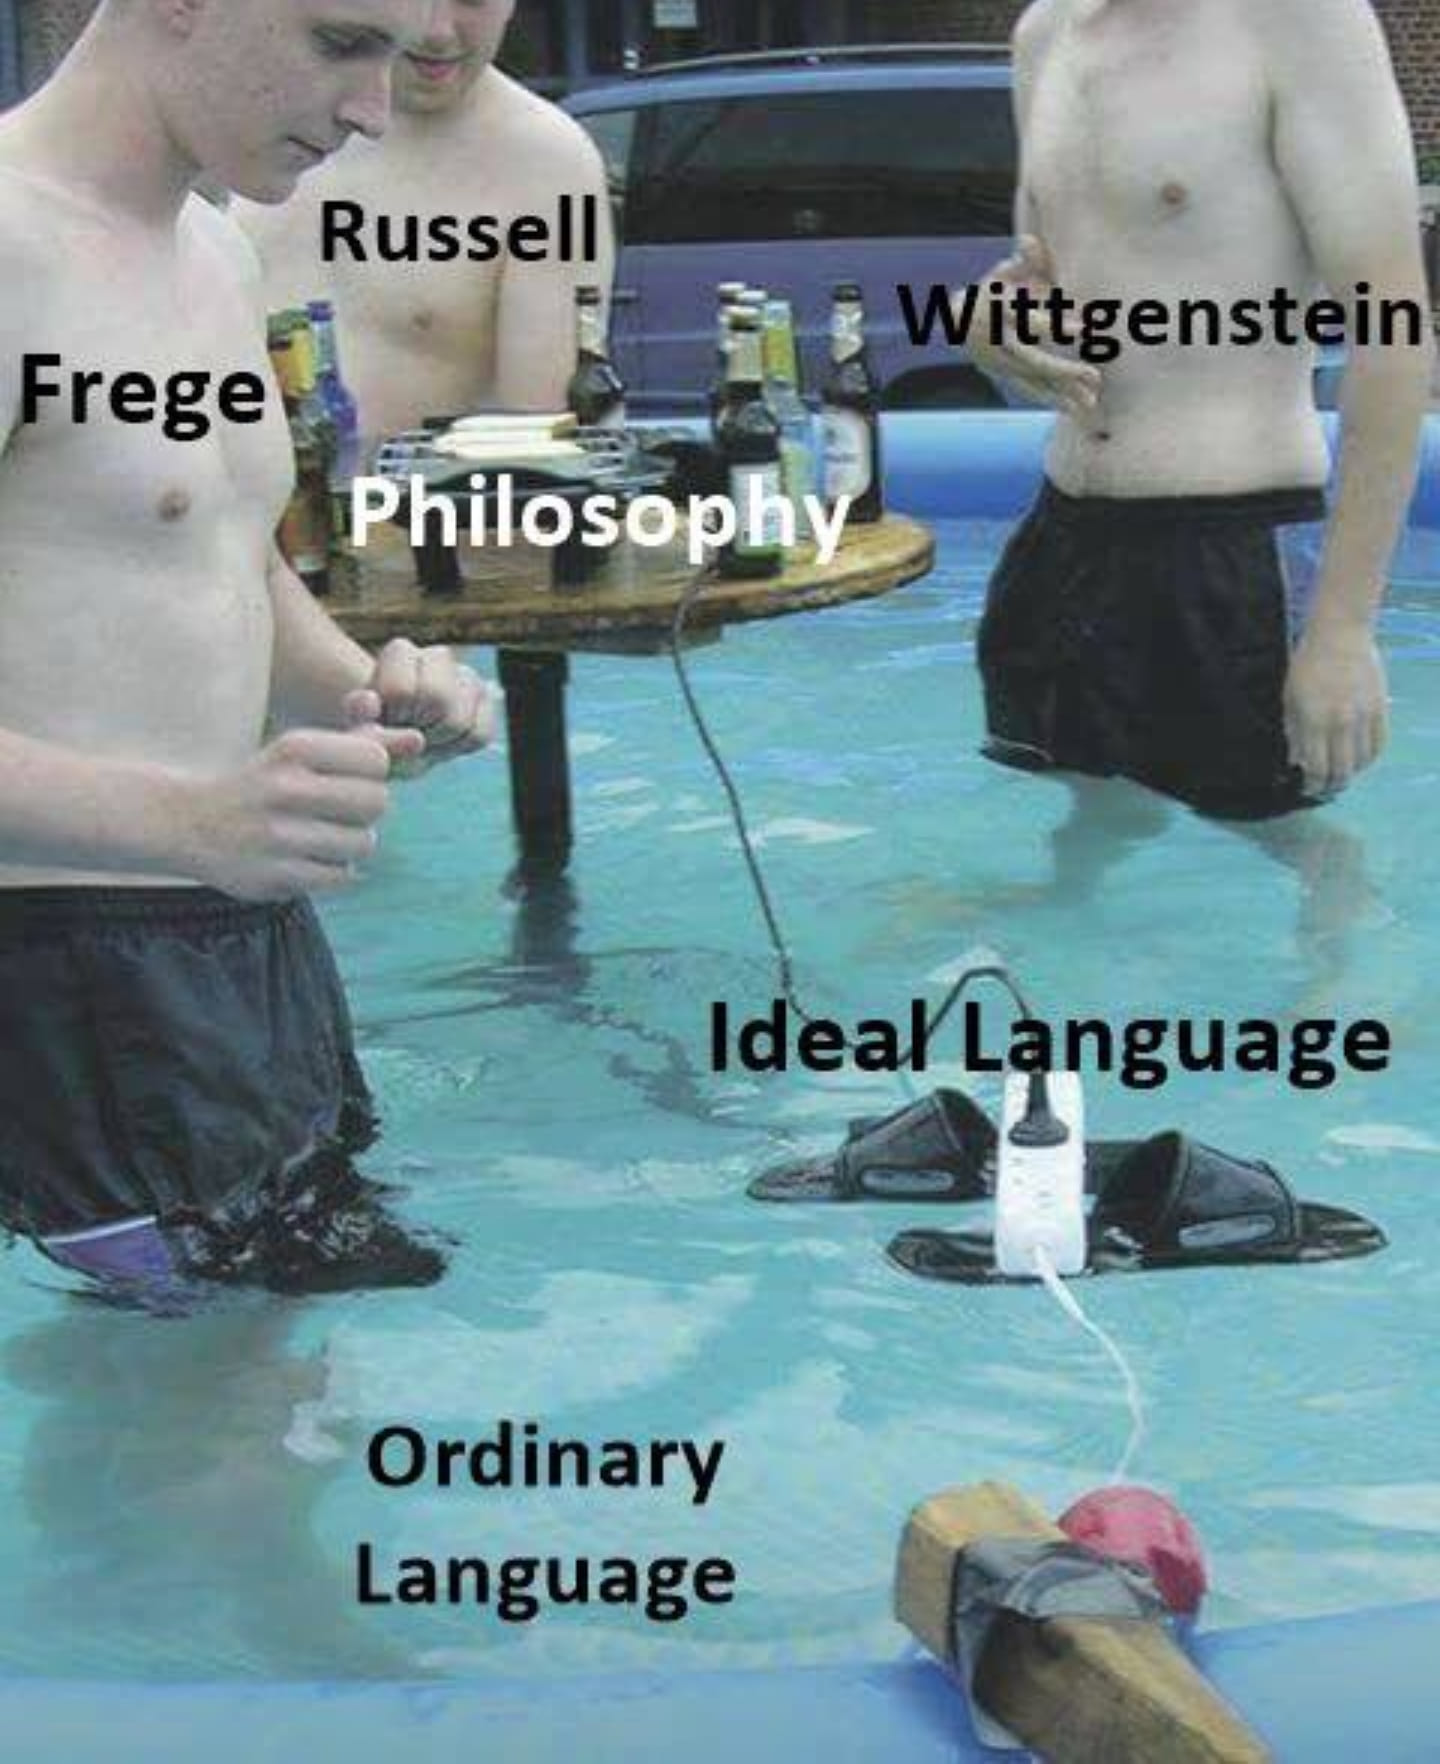 Russell
Wittgenstein
Frege
Philosophy
Ideal Language
Ordinary
Language